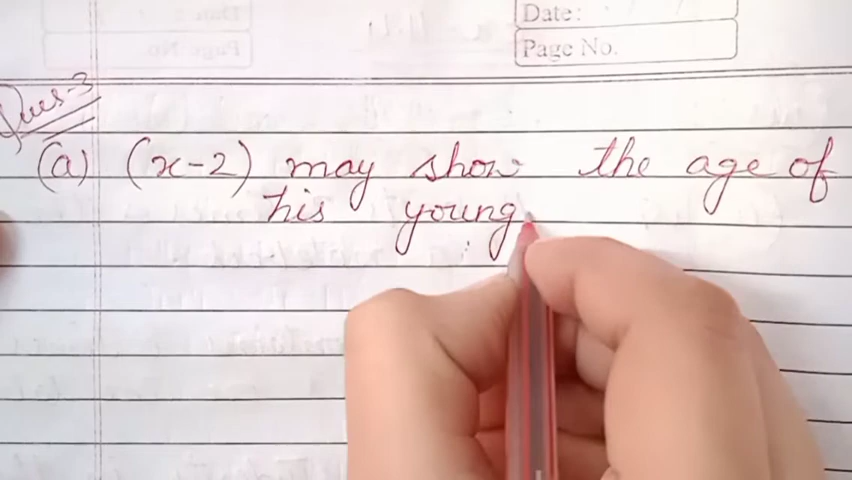 Date:
Page No.
Ques-3
(a) (x-2) may show the age of
his young